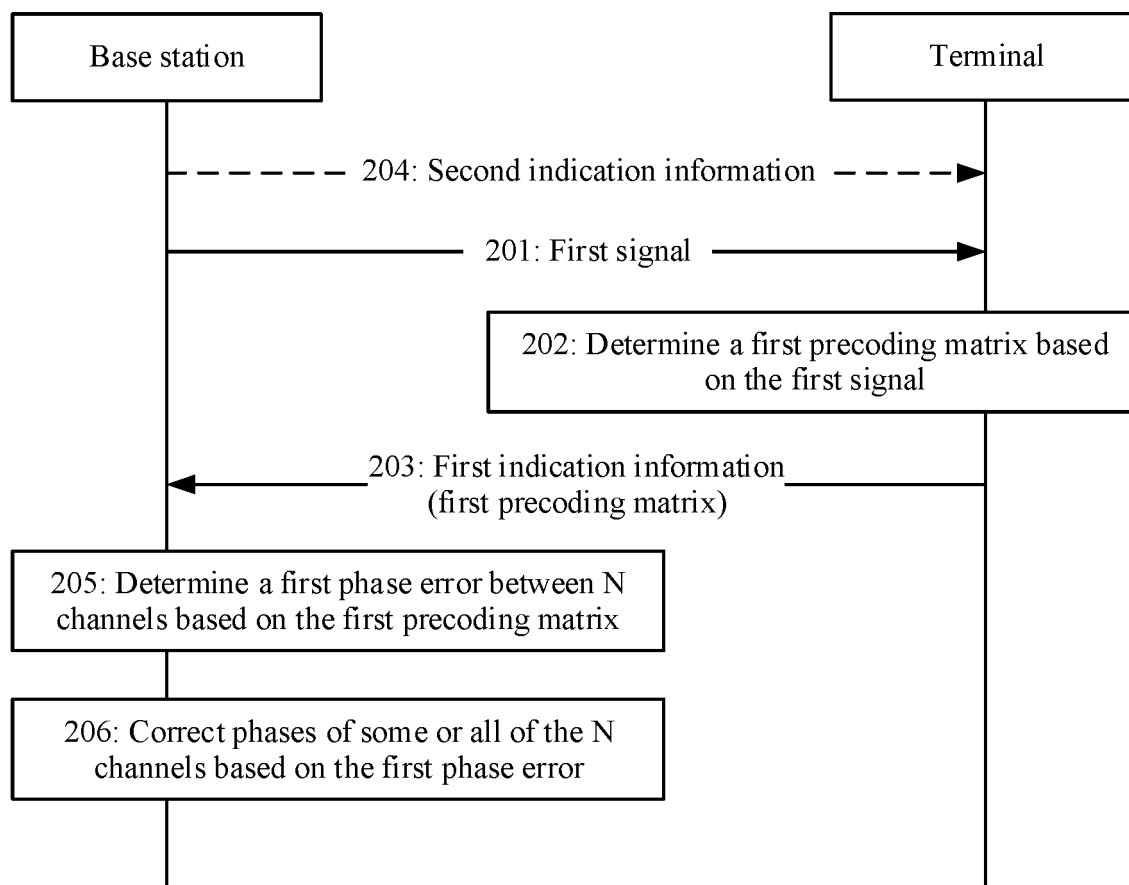 Base station
Terminal
204: Second indication information
201: First signal
202: Determine a first precoding matrix based
on the first signal
203: First indication information
(first precoding matrix)
205: Determine a first phase error between N
channels based on the first precoding matrix
206: Correct phases of some or all of the N
channels based on the first phase error